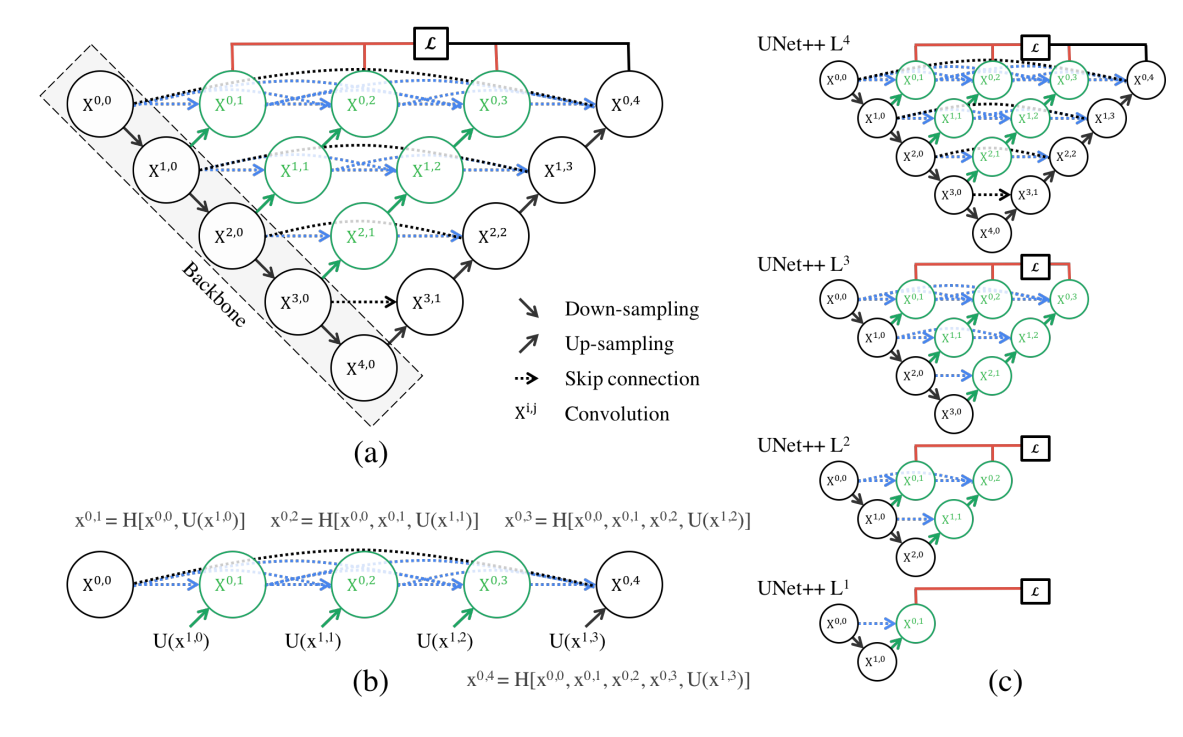 ℒ
X^{0,0} X^{0,1} X^{0,2} X^{0,3} X^{0,4}
X^{1,0} X^{1,1} X^{1,2} X^{1,3}
X^{2,0} X^{2,1} X^{2,2}
X^{3,0} X^{3,1}
X^{4,0}
Backbone
Down-sampling
Up-sampling
Skip connection
X^{i,j} Convolution
(a)
x^{0,1} = H[x^{0,0}, U(x^{1,0})] x^{0,2} = H[x^{0,0}, x^{0,1}, U(x^{1,1})] x^{0,3} = H[x^{0,0}, x^{0,1}, x^{0,2}, U(x^{1,2})]
X^{0,0} X^{0,1} X^{0,2} X^{0,3} X^{0,4}
U(x^{1,0}) U(x^{1,1}) U(x^{1,2}) U(x^{1,3})
x^{0,4} = H[x^{0,0}, x^{0,1}, x^{0,2}, x^{0,3}, U(x^{1,3})]
(b)
UNet++ L^4
ℒ
X^{0,0} X^{0,1} X^{0,2} X^{0,3} X^{0,4}
X^{1,0} X^{1,1} X^{1,2} X^{1,3}
X^{2,0} X^{2,1} X^{2,2}
X^{3,0} X^{3,1}
X^{4,0}
UNet++ L^3
ℒ
X^{0,0} X^{0,1} X^{0,2} X^{0,3}
X^{1,0} X^{1,1} X^{1,2}
X^{2,0} X^{2,1}
X^{3,0}
UNet++ L^2
ℒ
X^{0,0} X^{0,1} X^{0,2}
X^{1,0} X^{1,1}
X^{2,0}
UNet++ L^1
ℒ
X^{0,0} X^{0,1}
X^{1,0}
(c)